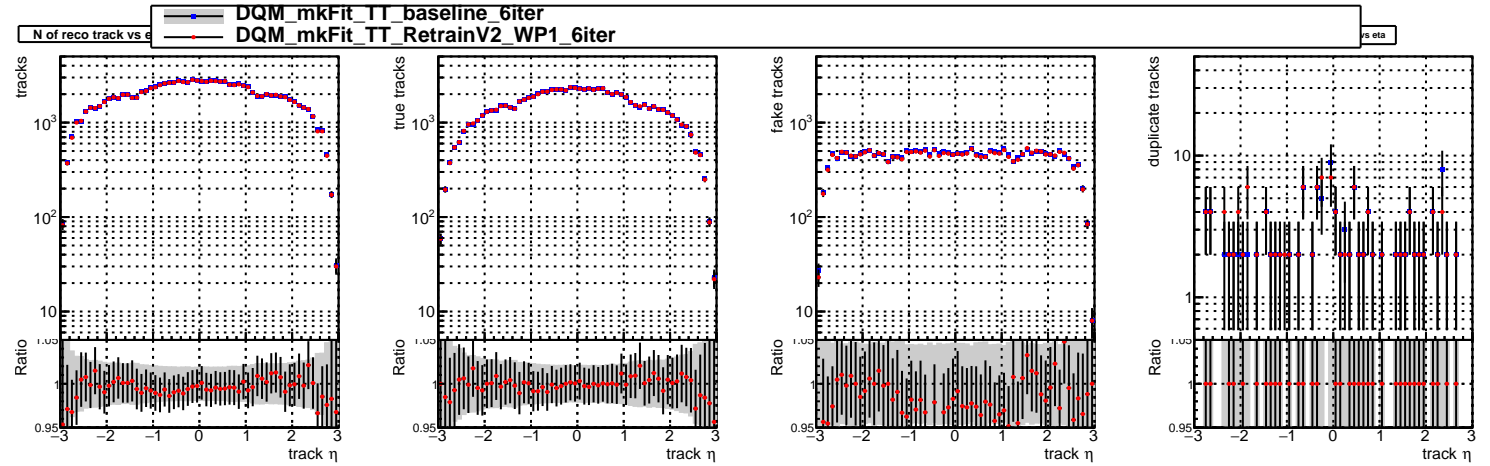 DQM_mkFit_TT_baseline_6iter
DQM_mkFit_TT_RetrainV2_WP1_6iter
N of reco track vs e
vs eta
tracks
10³
10²
10
Ratio
1.05
1
0.95
−3 −2 −1 0 1 2 3
track η
true tracks
10³
10²
10
Ratio
1.05
1
0.95
−3 −2 −1 0 1 2 3
track η
fake tracks
10³
10²
10
Ratio
1.05
1
0.95
−3 −2 −1 0 1 2 3
track η
duplicate tracks
10
1
Ratio
1.05
1
0.95
−3 −2 −1 0 1 2 3
track η